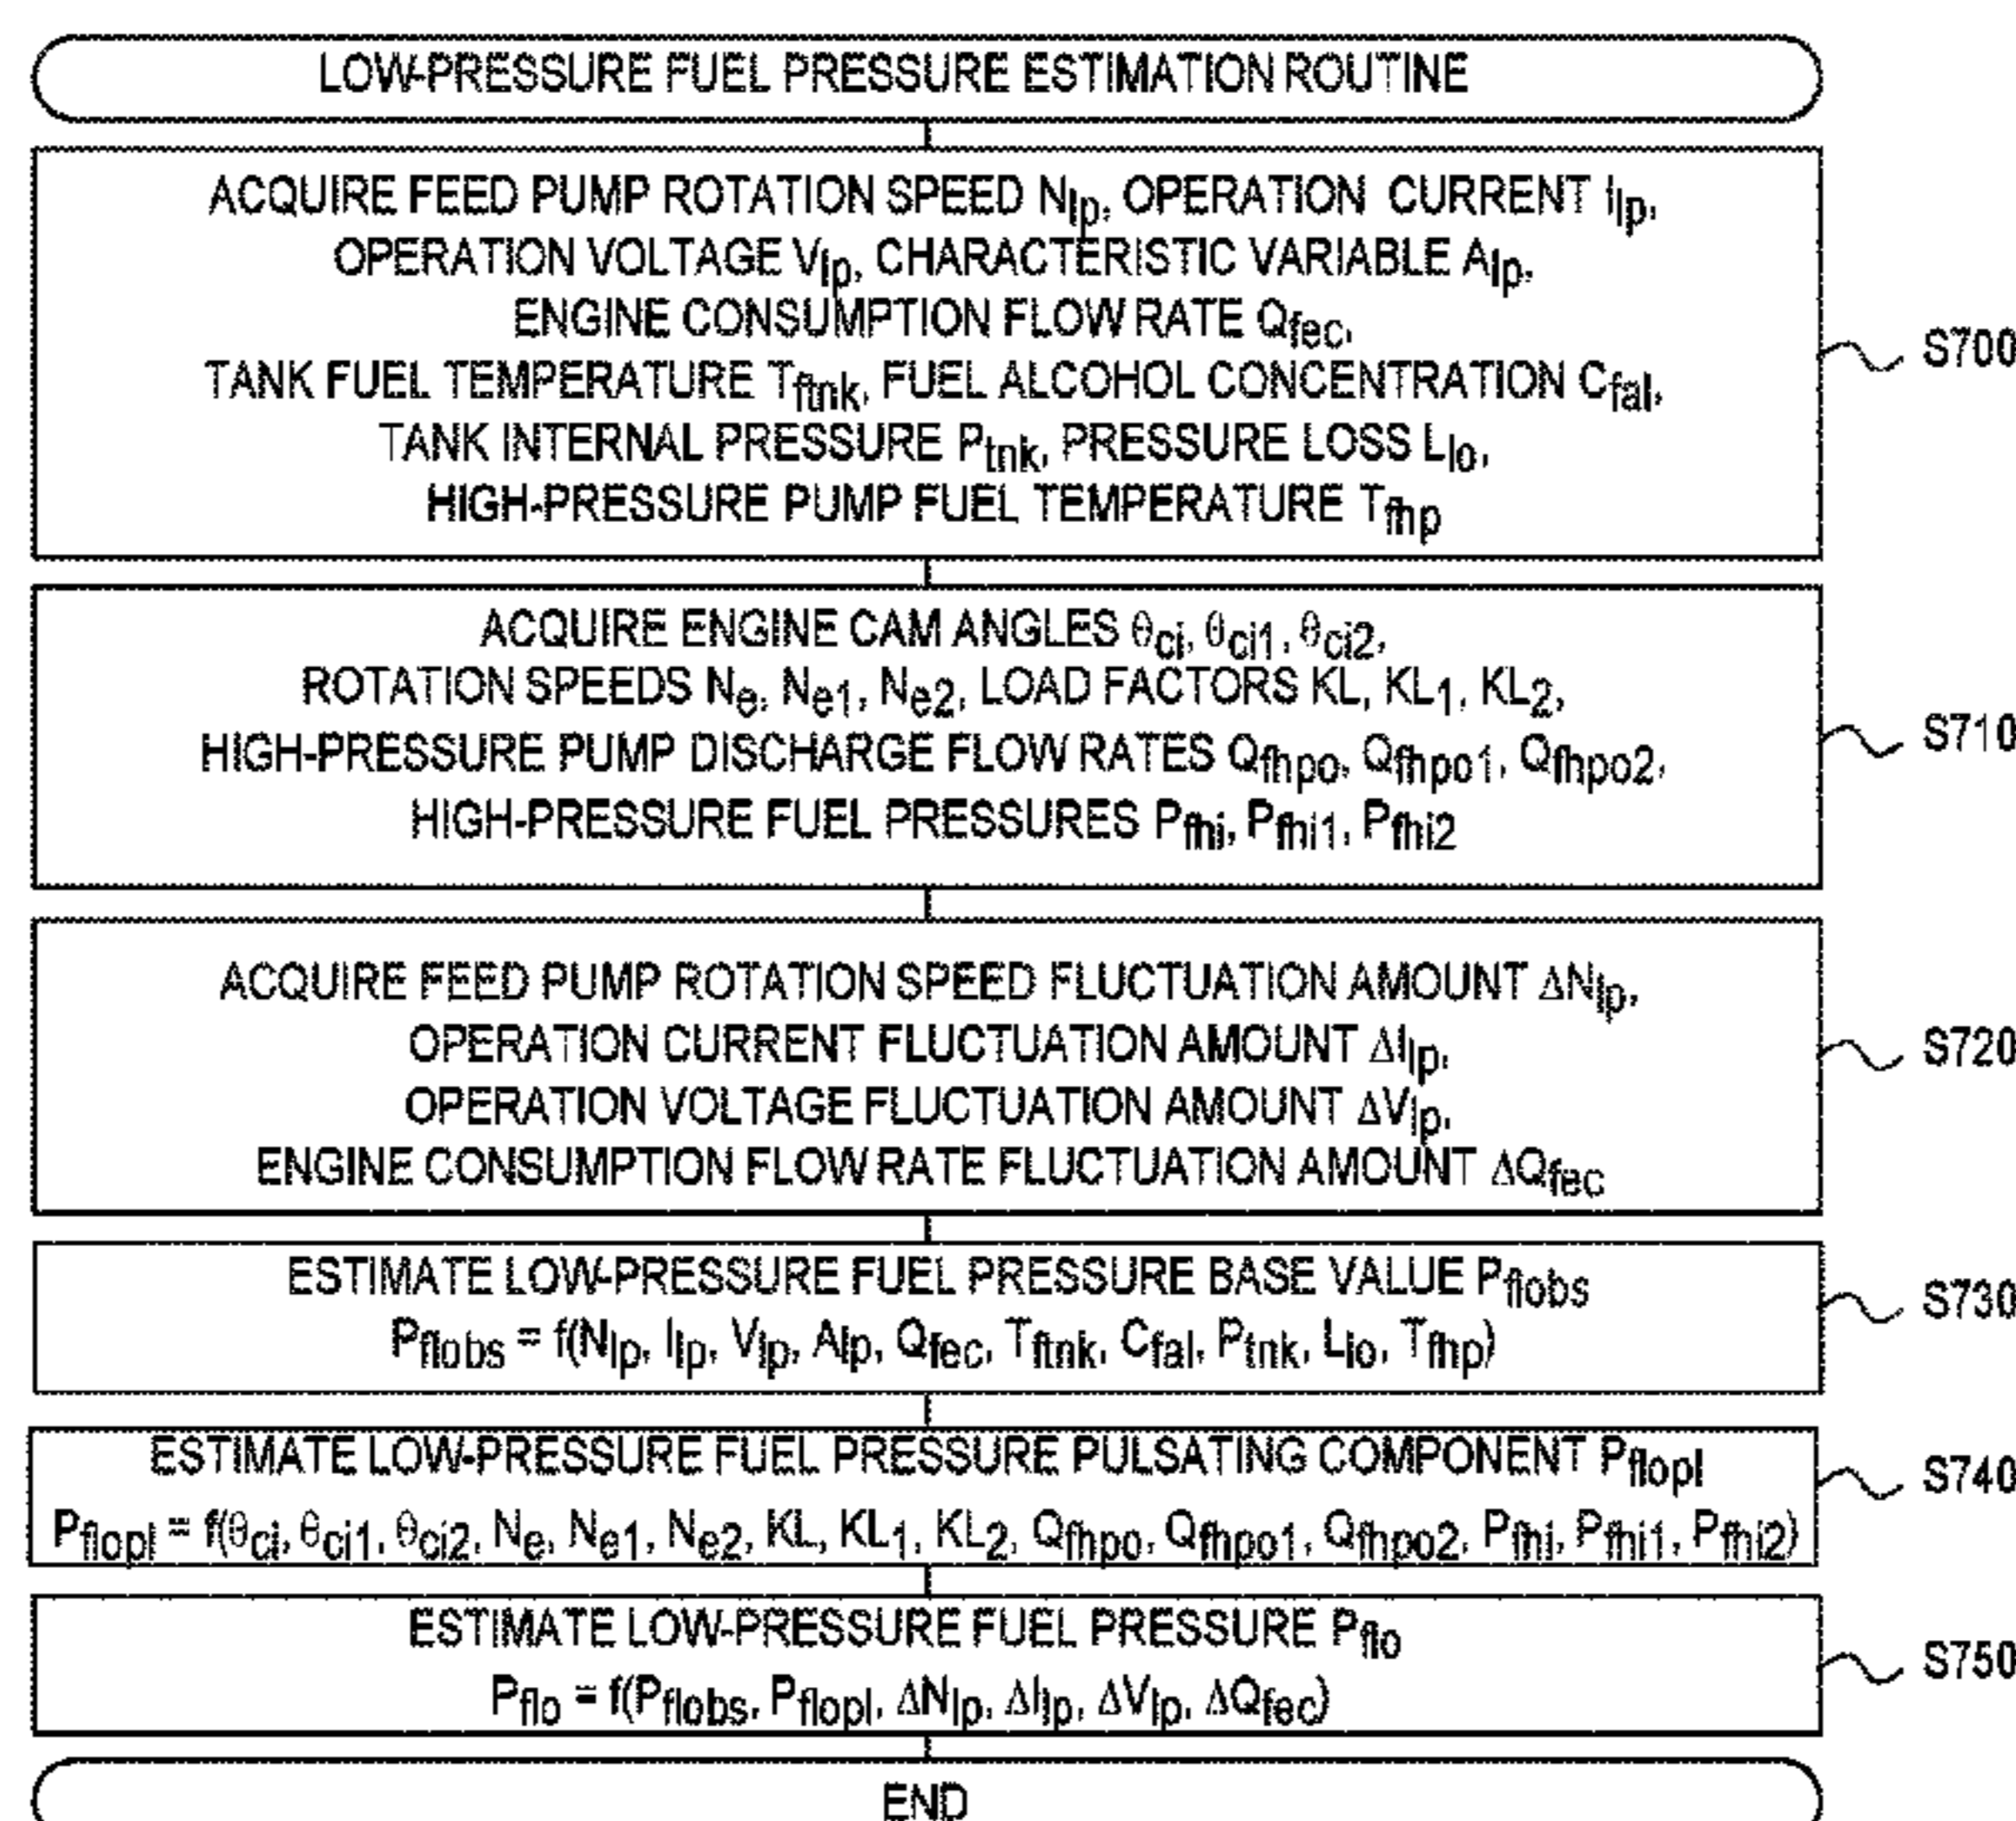 LOW-PRESSURE FUEL PRESSURE ESTIMATION ROUTINE
ACQUIRE FEED PUMP ROTATION SPEED Nlp, OPERATION CURRENT Ilp,
OPERATION VOLTAGE Vlp, CHARACTERISTIC VARIABLE Alp,
ENGINE CONSUMPTION FLOW RATE Qfec,
TANK FUEL TEMPERATURE Tftnk, FUEL ALCOHOL CONCENTRATION Cfal,
TANK INTERNAL PRESSURE Ptnk, PRESSURE LOSS Llo,
HIGH-PRESSURE PUMP FUEL TEMPERATURE Tfhp
S700
ACQUIRE ENGINE CAM ANGLES θci, θci1, θci2,
ROTATION SPEEDS Ne, Ne1, Ne2, LOAD FACTORS KL, KL1, KL2,
HIGH-PRESSURE PUMP DISCHARGE FLOW RATES Qfhpo, Qfhpo1, Qfhpo2,
HIGH-PRESSURE FUEL PRESSURES Pfhi, Pfhi1, Pfhi2
S710
ACQUIRE FEED PUMP ROTATION SPEED FLUCTUATION AMOUNT ΔNlp,
OPERATION CURRENT FLUCTUATION AMOUNT ΔIlp,
OPERATION VOLTAGE FLUCTUATION AMOUNT ΔVlp,
ENGINE CONSUMPTION FLOW RATE FLUCTUATION AMOUNT ΔQfec
S720
ESTIMATE LOW-PRESSURE FUEL PRESSURE BASE VALUE Pflobs
Pflobs = f(Nlp, Ilp, Vlp, Alp, Qfec, Tftnk, Cfal, Ptnk, Llo, Tfhp)
S730
ESTIMATE LOW-PRESSURE FUEL PRESSURE PULSATING COMPONENT Pflopl
Pflopl = f(θci, θci1, θci2, Ne, Ne1, Ne2, KL, KL1, KL2, Qfhpo, Qfhpo1, Qfhpo2, Pfhi, Pfhi1, Pfhi2)
S740
ESTIMATE LOW-PRESSURE FUEL PRESSURE Pflo
Pflo = f(Pflobs, Pflopl, ΔNlp, ΔIlp, ΔVlp, ΔQfec)
S750
END